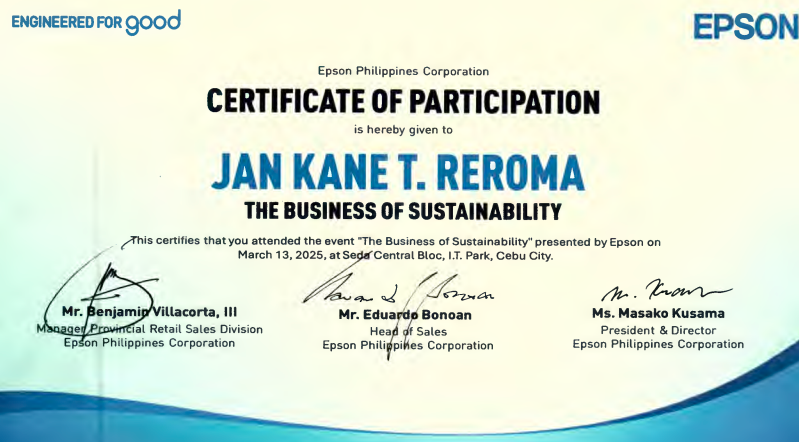 ENGINEERED FOR good
EPSON
Epson Philippines Corporation
CERTIFICATE OF PARTICIPATION
is hereby given to
JAN KANE T. REROMA
THE BUSINESS OF SUSTAINABILITY
This certifies that you attended the event "The Business of Sustainability" presented by Epson on
March 13, 2025, at Seda Central Bloc, I.T. Park, Cebu City.
Mr. Benjamin Villacorta, III
Manager Provincial Retail Sales Division
Epson Philippines Corporation
Mr. Eduardo Bonoan
Head of Sales
Epson Philippines Corporation
Ms. Masako Kusama
President & Director
Epson Philippines Corporation